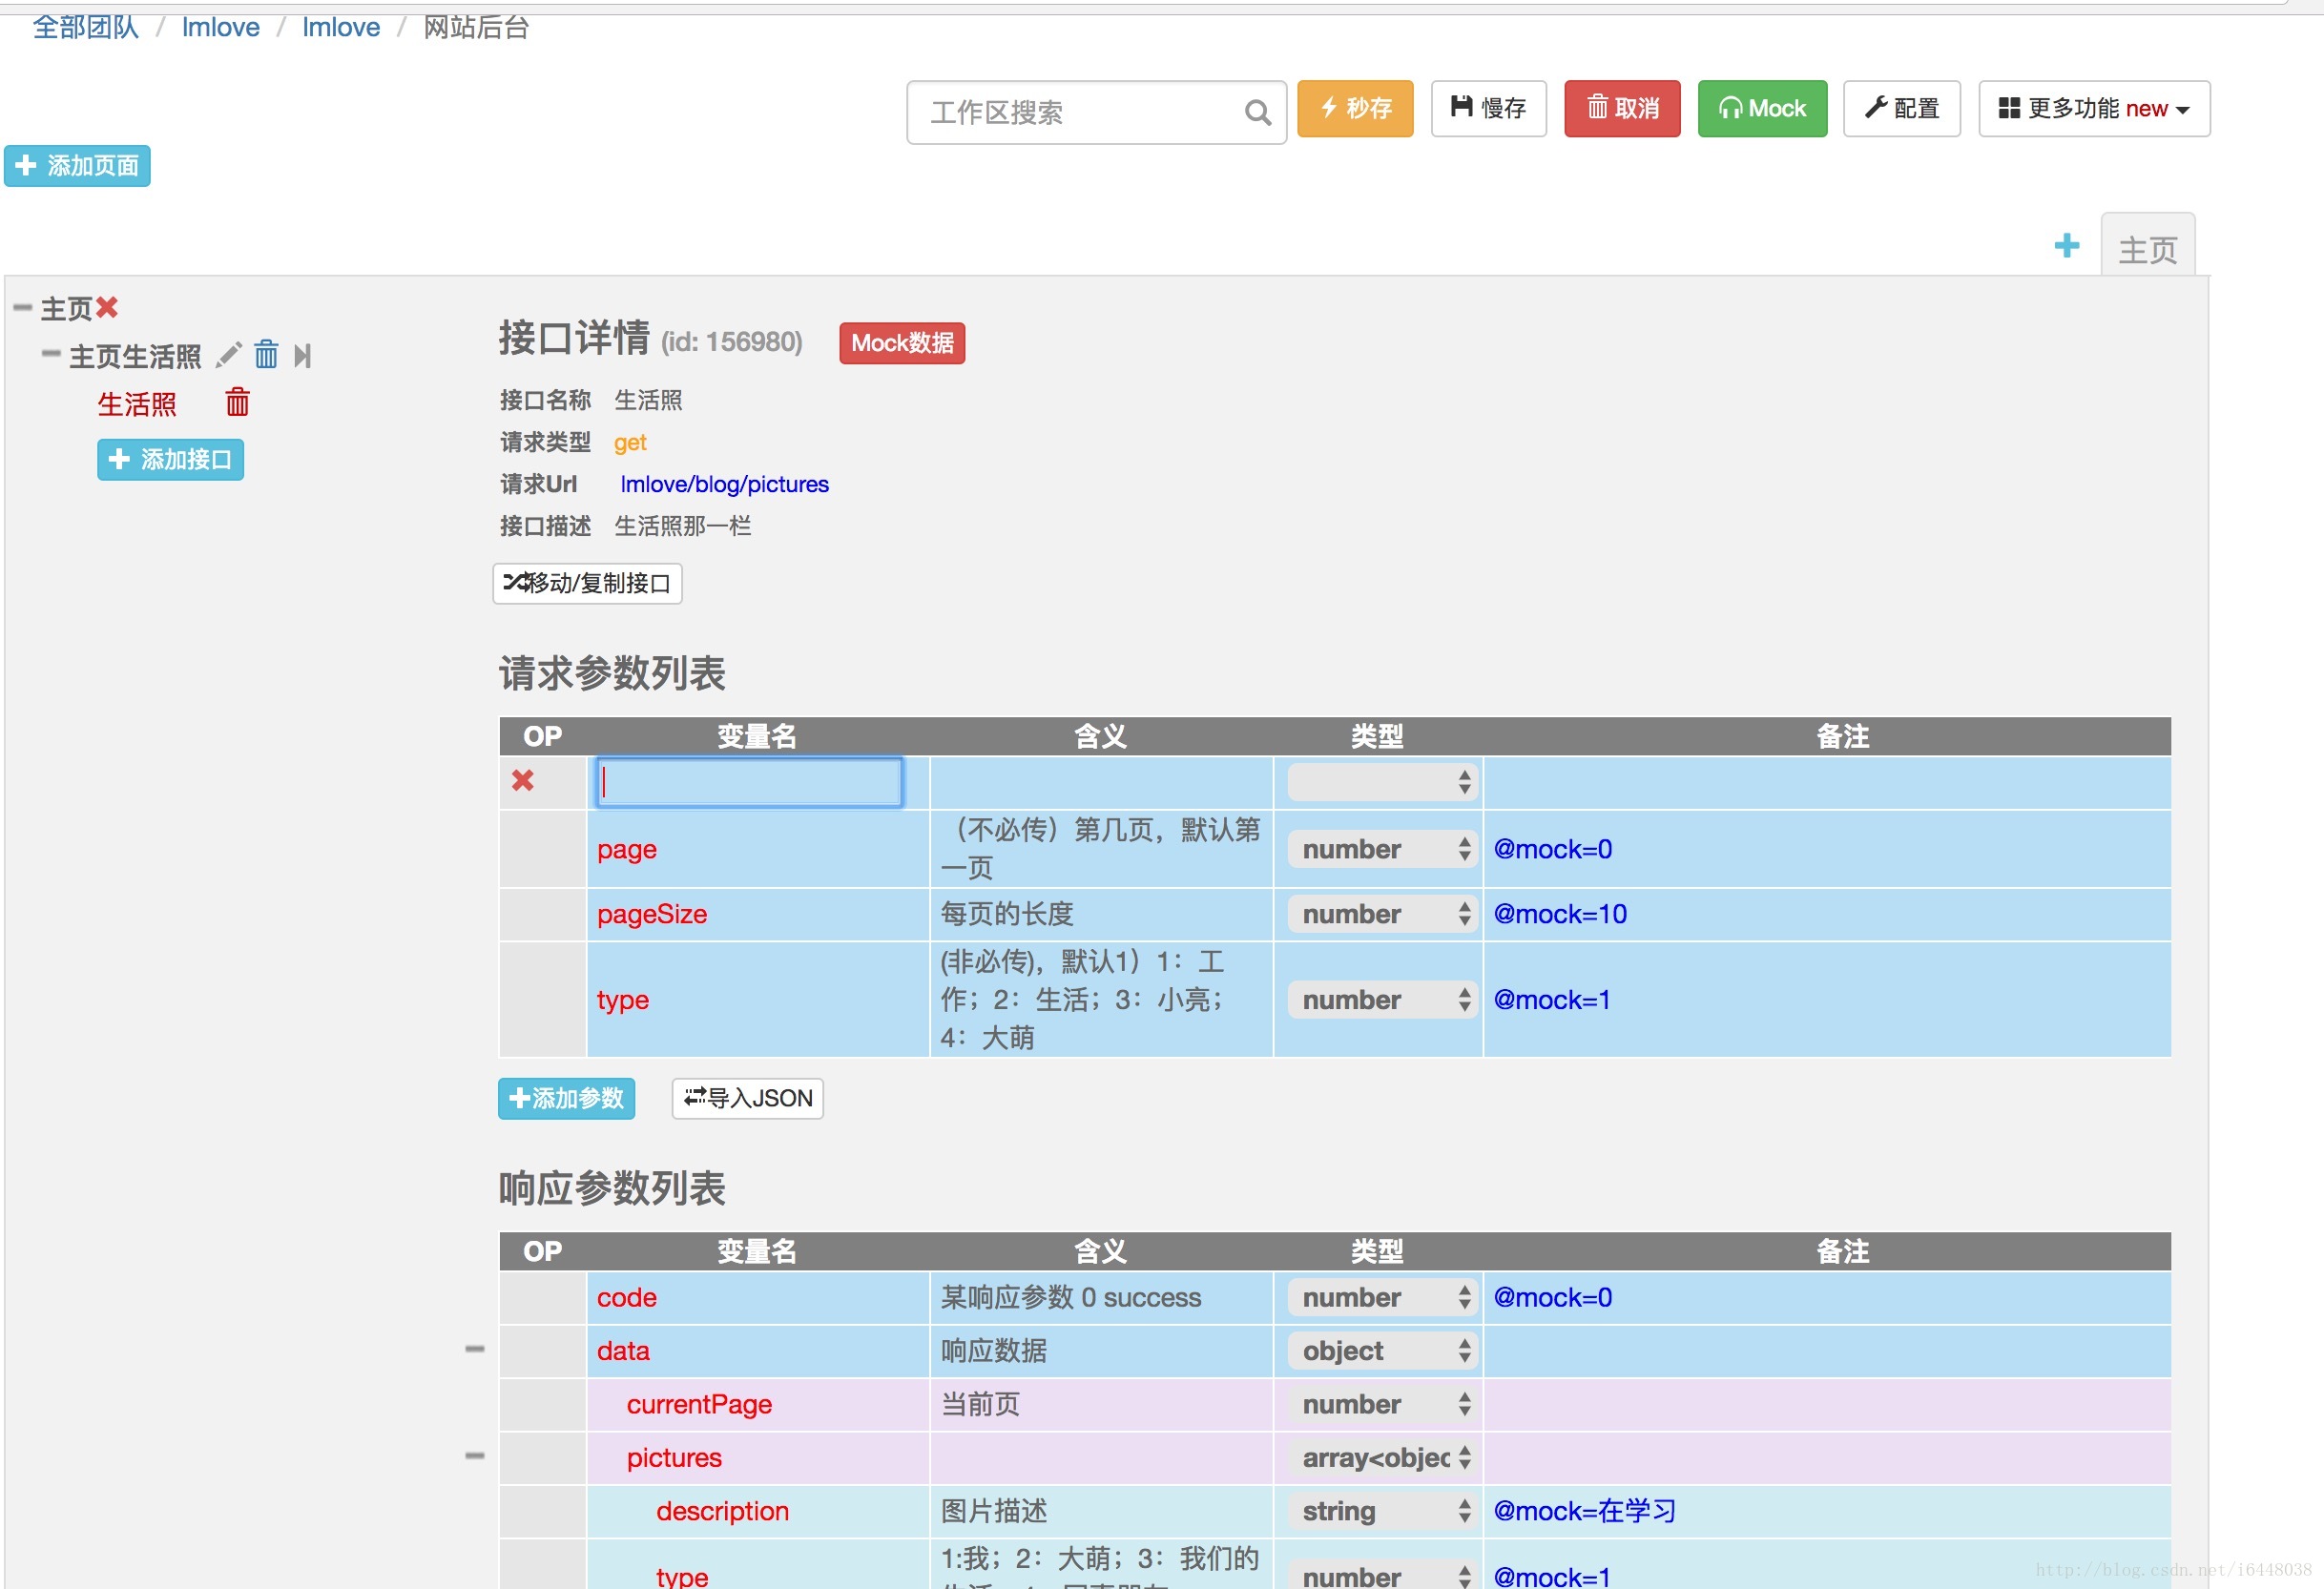 全部团队 / lmlove / lmlove / 网站后台
工作区搜索 秒存 慢存 取消 Mock 配置 更多功能 new
添加页面
主页
主页
主页生活照
生活照
添加接口
接口详情 (id: 156980) Mock数据
接口名称 生活照
请求类型 get
请求Url lmlove/blog/pictures
接口描述 生活照那一栏
移动/复制接口
请求参数列表
OP 变量名 含义 类型 备注
page （不必传）第几页，默认第一页 number @mock=0
pageSize 每页的长度 number @mock=10
type (非必传)，默认1）1：工作；2：生活；3：小亮；4：大萌 number @mock=1
添加参数 导入JSON
响应参数列表
OP 变量名 含义 类型 备注
code 某响应参数 0 success number @mock=0
data 响应数据 object
currentPage 当前页 number
pictures array<objec
description 图片描述 string @mock=在学习
type 1:我；2：大萌；3：我们的 number @mock=1
http://blog.csdn.net/i6448038